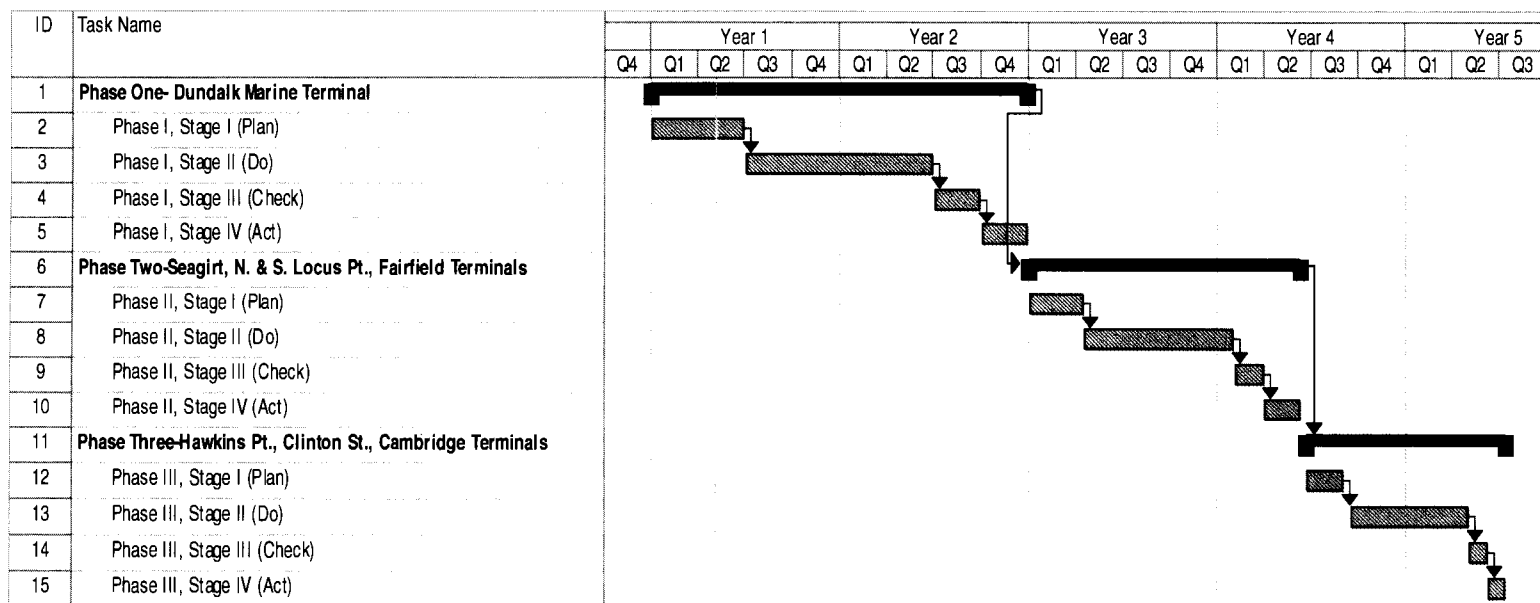 ID Task Name
Year 1 Year 2 Year 3 Year 4 Year 5
Q4 Q1 Q2 Q3 Q4 Q1 Q2 Q3 Q4 Q1 Q2 Q3 Q4 Q1 Q2 Q3 Q4 Q1 Q2 Q3
1 Phase One- Dundalk Marine Terminal
2 Phase I, Stage I (Plan)
3 Phase I, Stage II (Do)
4 Phase I, Stage III (Check)
5 Phase I, Stage IV (Act)
6 Phase Two-Seagirt, N. & S. Locus Pt., Fairfield Terminals
7 Phase II, Stage I (Plan)
8 Phase II, Stage II (Do)
9 Phase II, Stage III (Check)
10 Phase II, Stage IV (Act)
11 Phase Three-Hawkins Pt., Clinton St., Cambridge Terminals
12 Phase III, Stage I (Plan)
13 Phase III, Stage II (Do)
14 Phase III, Stage III (Check)
15 Phase III, Stage IV (Act)